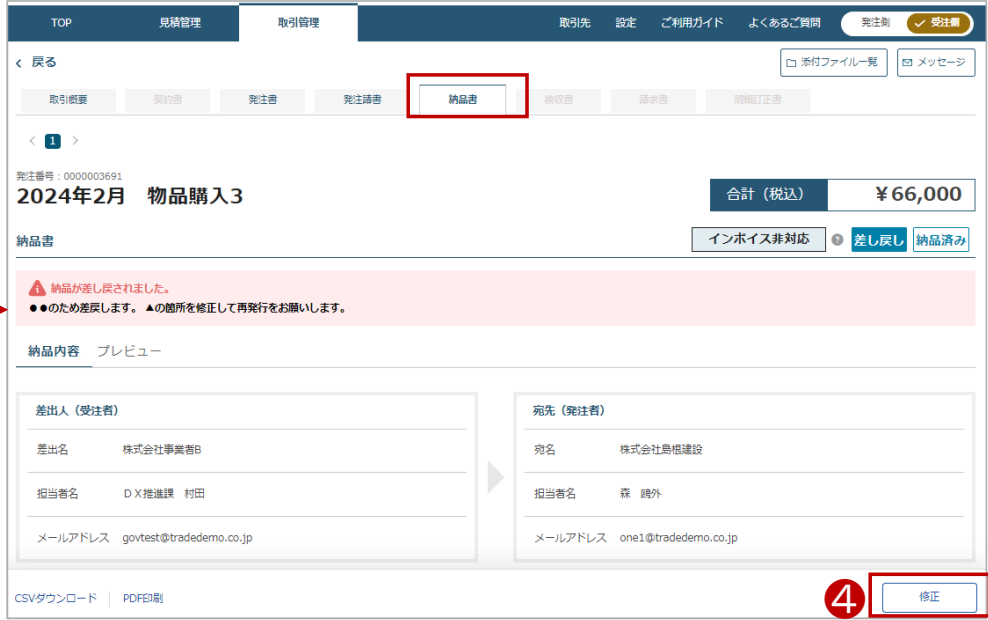 TOP 見積管理 取引管理 取引先 設定 ご利用ガイド よくあるご質問 発注側 受注側
戻る 添付ファイル一覧 メッセージ
取引概要 契約書 発注書 発注請書 納品書 検収書 請求書 明細訂正書
1
発注番号：0000003691
2024年2月 物品購入3 合計（税込） ¥66,000
納品書 インボイス非対応 差し戻し 納品済み
納品が差し戻されました。
●●のため差戻します。 ▲の箇所を修正して再発行をお願いします。
納品内容 プレビュー
差出人（受注者） 宛先（発注者）
差出名 株式会社事業者B 宛名 株式会社島根建設
担当者名 ＤＸ推進課 村田 担当者名 森 鴎外
メールアドレス govtest@tradedemo.co.jp メールアドレス one1@tradedemo.co.jp
CSVダウンロード PDF印刷 4 修正